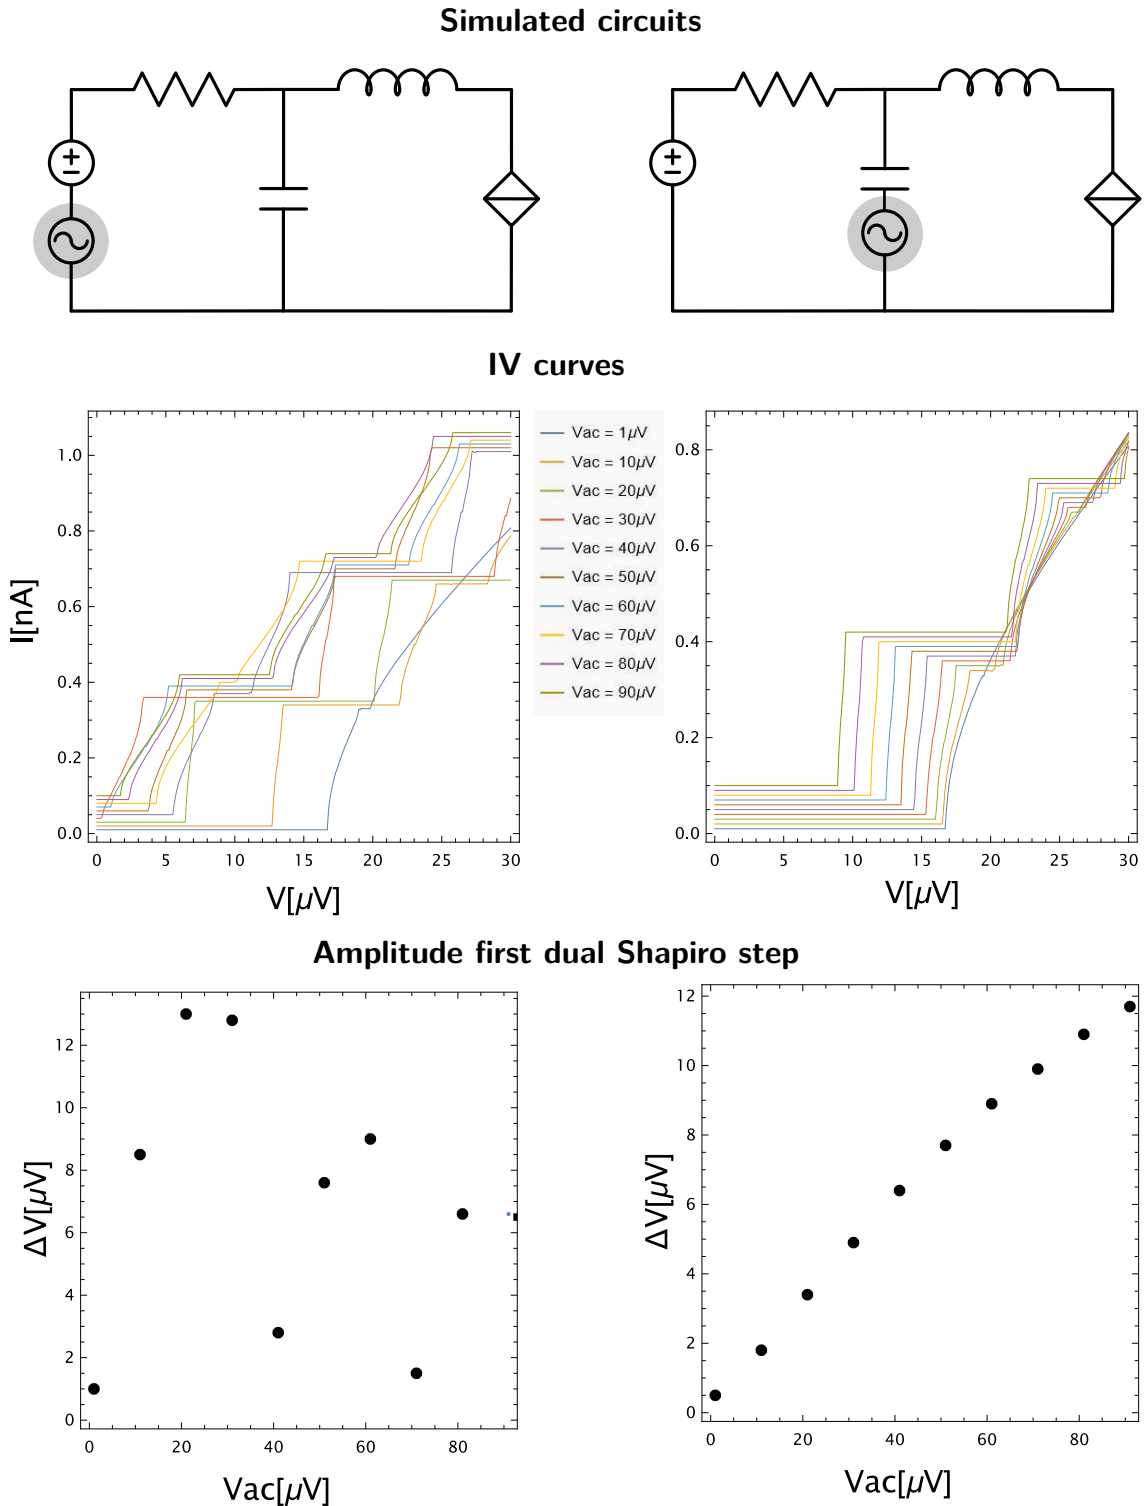 Simulated circuits
IV curves
I[nA]
1.0
0.8
0.6
0.4
0.2
0.0
0 5 10 15 20 25 30
V[μV]
Vac = 1μV
Vac = 10μV
Vac = 20μV
Vac = 30μV
Vac = 40μV
Vac = 50μV
Vac = 60μV
Vac = 70μV
Vac = 80μV
Vac = 90μV
0.8
0.6
0.4
0.2
0.0
0 5 10 15 20 25 30
V[μV]
Amplitude first dual Shapiro step
ΔV[μV]
12
10
8
6
4
2
0
0 20 40 60 80
Vac[μV]
ΔV[μV]
12
10
8
6
4
2
0
0 20 40 60 80
Vac[μV]